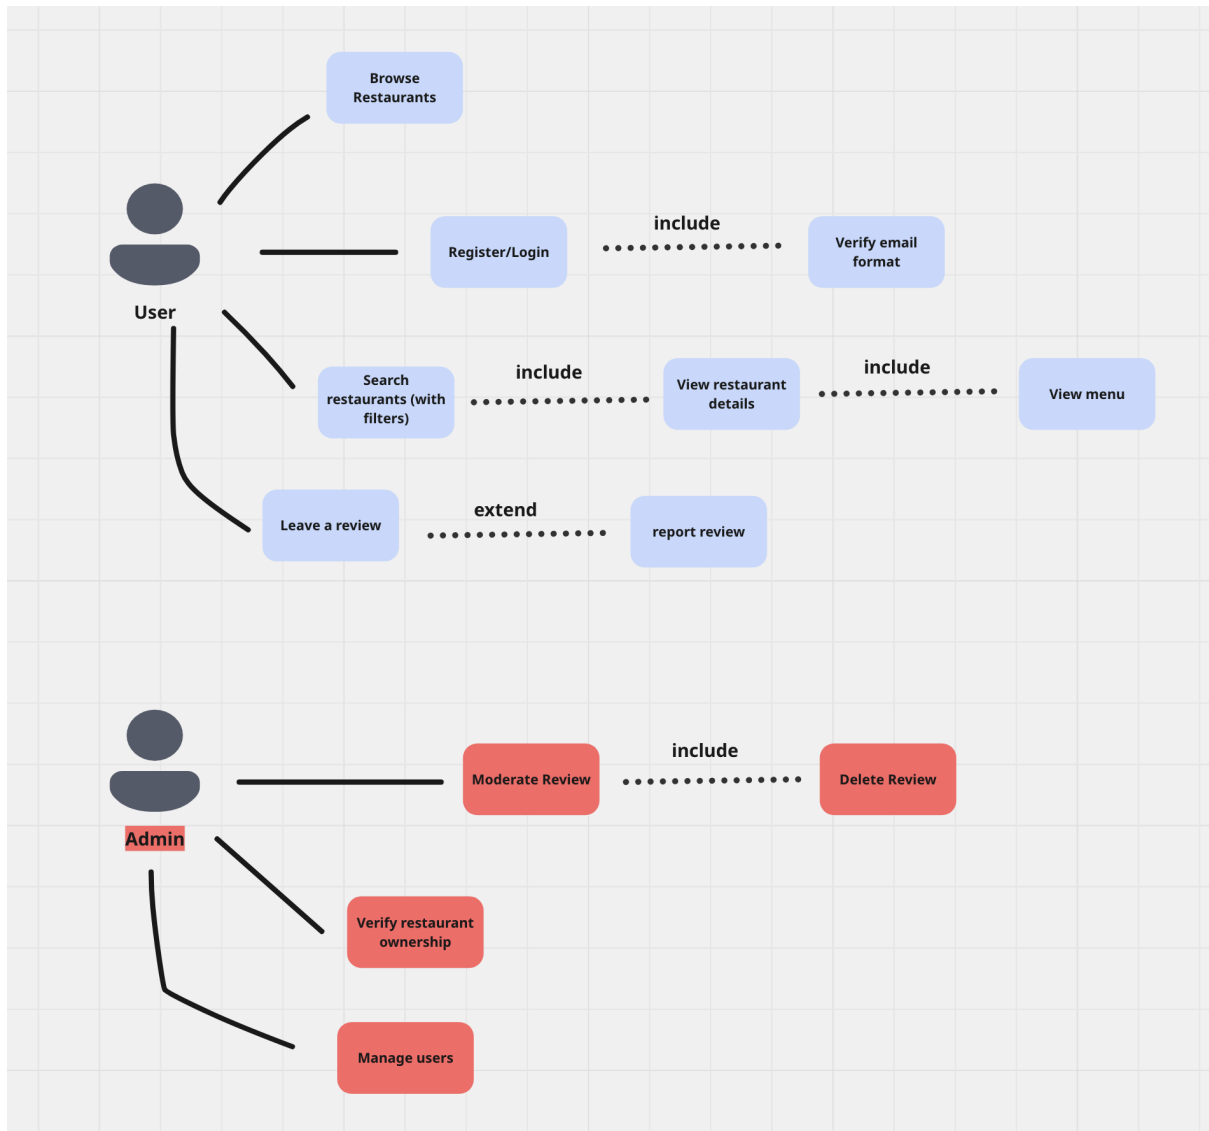 Browse
Restaurants
Register/Login
include
Verify email
format
User
Search
restaurants (with
filters)
include
View restaurant
details
include
View menu
Leave a review
extend
report review
Admin
Moderate Review
include
Delete Review
Verify restaurant
ownership
Manage users